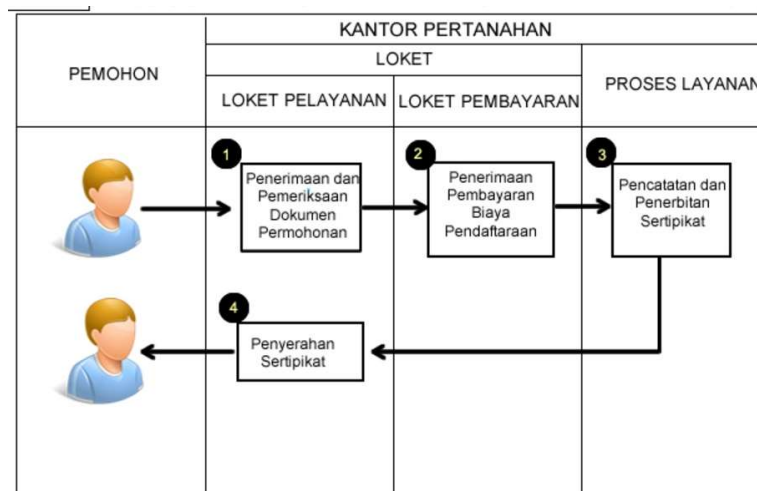 KANTOR PERTANAHAN
PEMOHON
LOKET
PROSES LAYANAN
LOKET PELAYANAN
LOKET PEMBAYARAN
1
Penerimaan dan
Pemeriksaan
Dokumen
Permohonan
2
Penerimaan
Pembayaran
Biaya
Pendaftaraan
3
Pencatatan dan
Penerbitan
Sertipikat
4
Penyerahan
Sertipikat